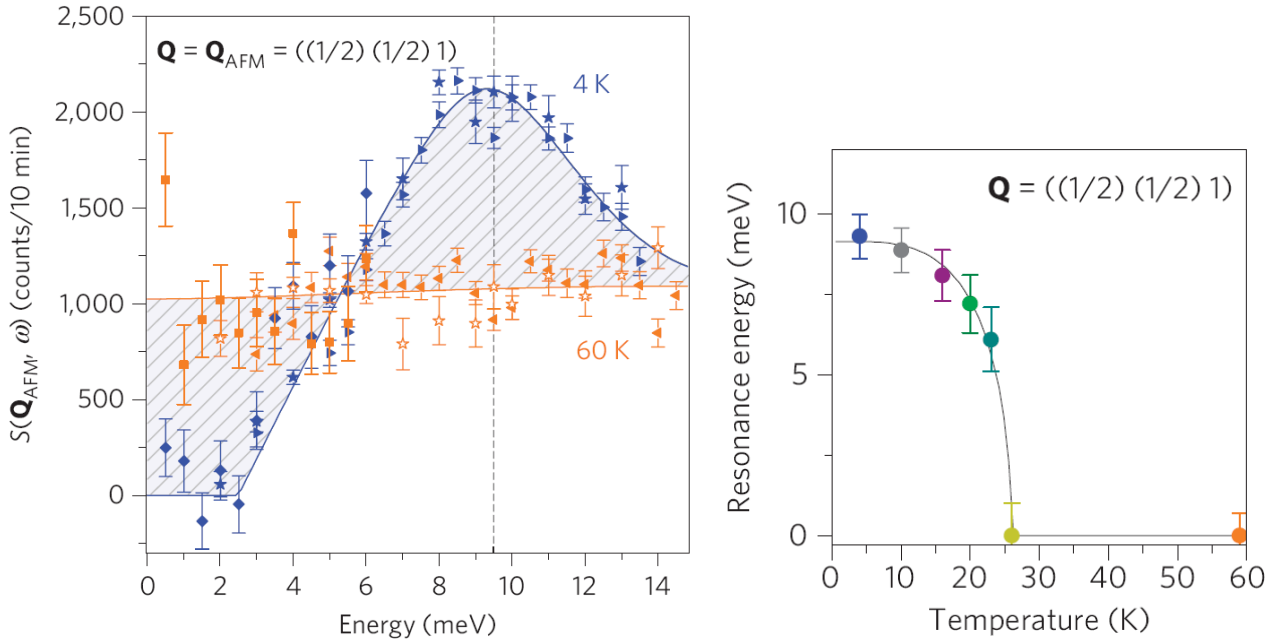 2,500
2,000
1,500
1,000
500
0
S(Q_AFM, ω) (counts/10 min)
Q = Q_AFM = ((1/2) (1/2) 1)
4 K
60 K
0 2 4 6 8 10 12 14
Energy (meV)
10
5
0
Resonance energy (meV)
Q = ((1/2) (1/2) 1)
0 10 20 30 40 50 60
Temperature (K)